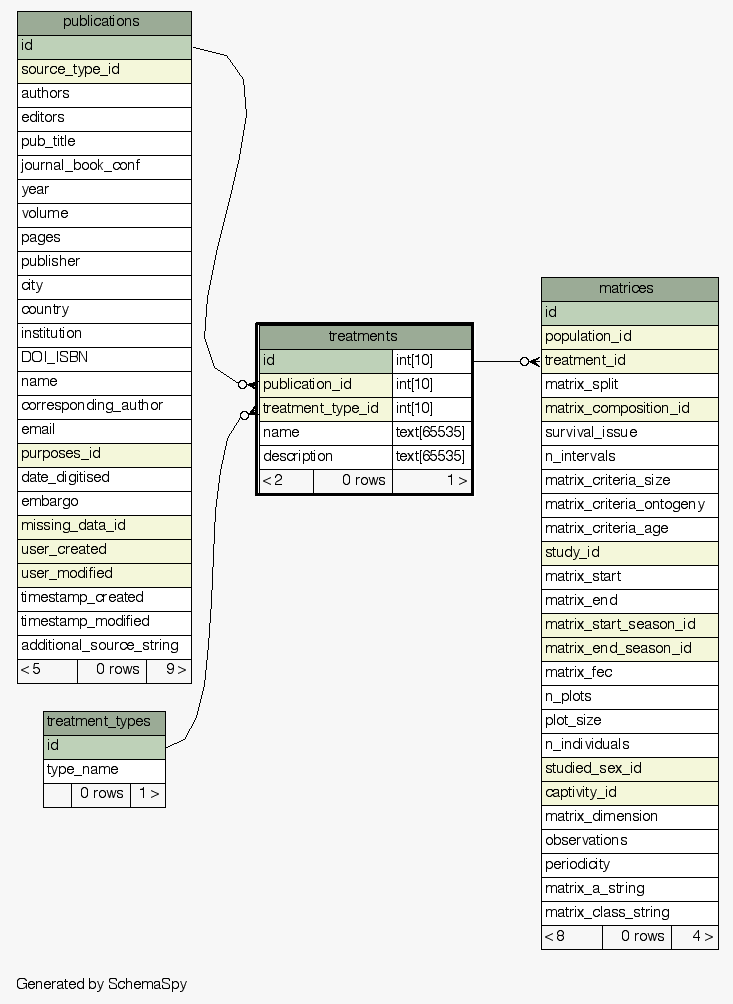 publications
id
source_type_id
authors
editors
pub_title
journal_book_conf
year
volume
pages
publisher
city
country
institution
DOI_ISBN
name
corresponding_author
email
purposes_id
date_digitised
embargo
missing_data_id
user_created
user_modified
timestamp_created
timestamp_modified
additional_source_string
< 5 0 rows 9 >
treatment_types
id
type_name
0 rows 1 >
treatments
id int[10]
publication_id int[10]
treatment_type_id int[10]
name text[65535]
description text[65535]
< 2 0 rows 1 >
matrices
id
population_id
treatment_id
matrix_split
matrix_composition_id
survival_issue
n_intervals
matrix_criteria_size
matrix_criteria_ontogeny
matrix_criteria_age
study_id
matrix_start
matrix_end
matrix_start_season_id
matrix_end_season_id
matrix_fec
n_plots
plot_size
n_individuals
studied_sex_id
captivity_id
matrix_dimension
observations
periodicity
matrix_a_string
matrix_class_string
< 8 0 rows 4 >
Generated by SchemaSpy